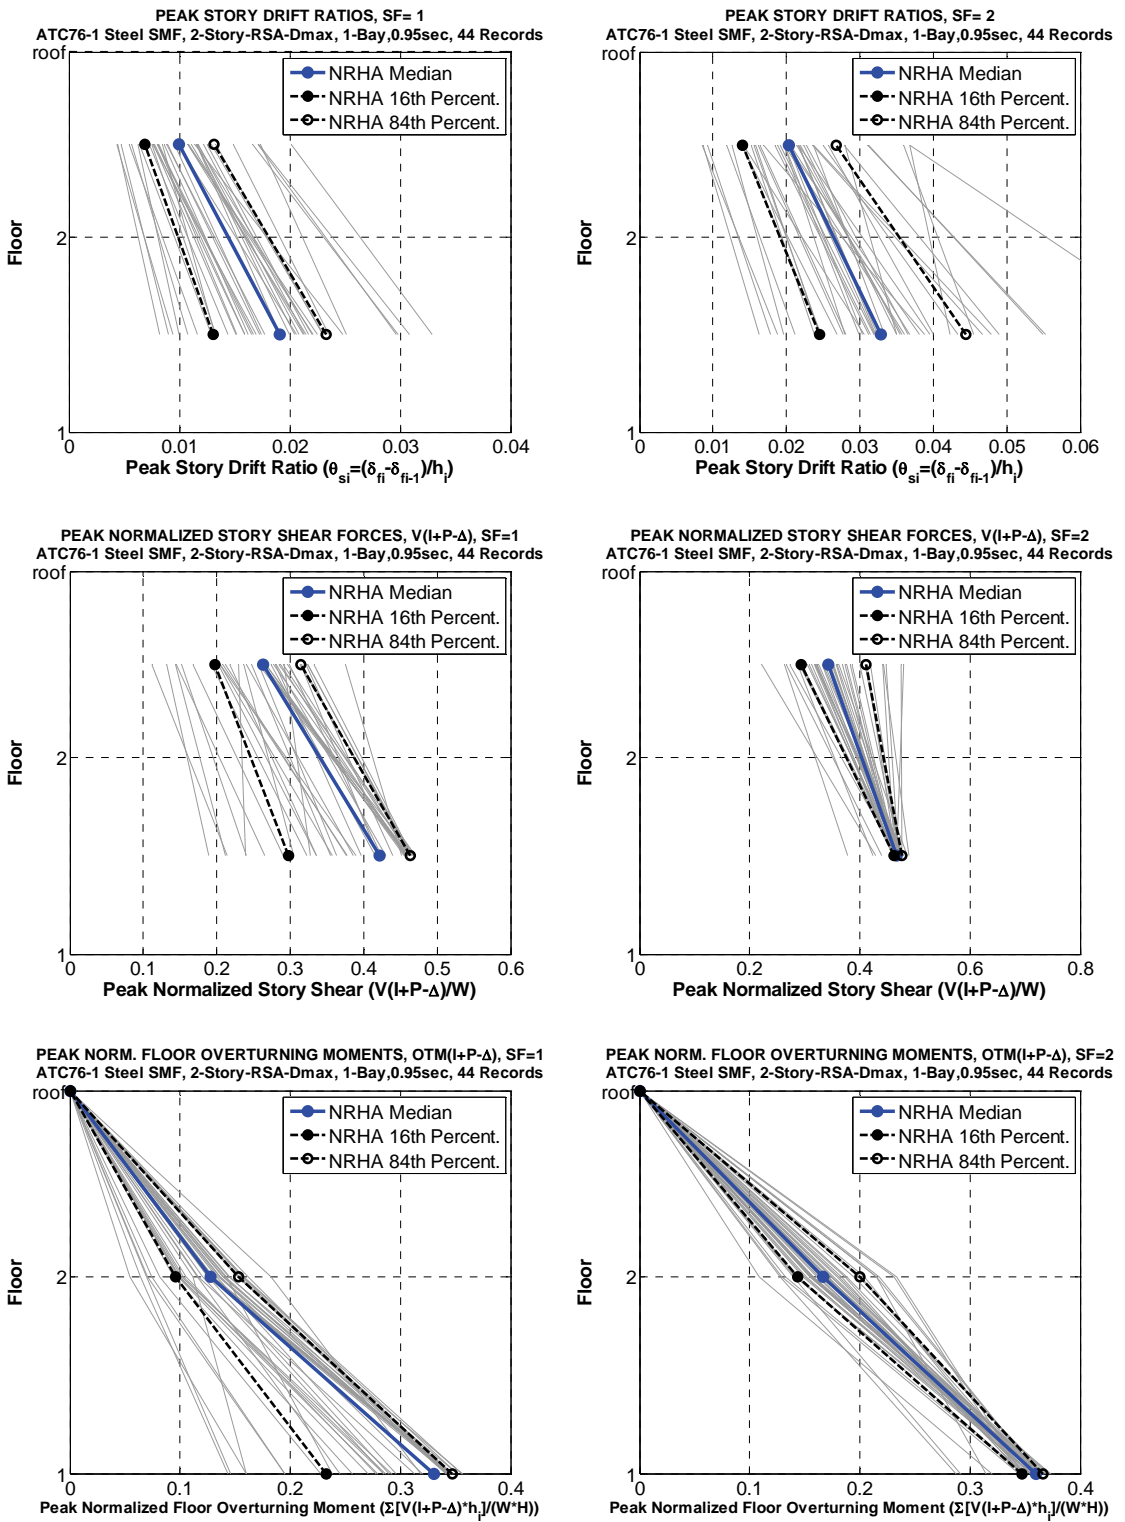 PEAK STORY DRIFT RATIOS, SF= 1
ATC76-1 Steel SMF, 2-Story-RSA-Dmax, 1-Bay,0.95sec, 44 Records
roof
NRHA Median
NRHA 16th Percent.
NRHA 84th Percent.
Floor
2
1
0 0.01 0.02 0.03 0.04
Peak Story Drift Ratio (θsi=(δfi-δfi-1)/hi)
PEAK STORY DRIFT RATIOS, SF= 2
ATC76-1 Steel SMF, 2-Story-RSA-Dmax, 1-Bay,0.95sec, 44 Records
roof
NRHA Median
NRHA 16th Percent.
NRHA 84th Percent.
Floor
2
1
0 0.01 0.02 0.03 0.04 0.05 0.06
Peak Story Drift Ratio (θsi=(δfi-δfi-1)/hi)
PEAK NORMALIZED STORY SHEAR FORCES, V(I+P-Δ), SF=1
ATC76-1 Steel SMF, 2-Story-RSA-Dmax, 1-Bay,0.95sec, 44 Records
roof
NRHA Median
NRHA 16th Percent.
NRHA 84th Percent.
Floor
2
1
0 0.1 0.2 0.3 0.4 0.5 0.6
Peak Normalized Story Shear (V(I+P-Δ)/W)
PEAK NORMALIZED STORY SHEAR FORCES, V(I+P-Δ), SF=2
ATC76-1 Steel SMF, 2-Story-RSA-Dmax, 1-Bay,0.95sec, 44 Records
roof
NRHA Median
NRHA 16th Percent.
NRHA 84th Percent.
Floor
2
1
0 0.2 0.4 0.6 0.8
Peak Normalized Story Shear (V(I+P-Δ)/W)
PEAK NORM. FLOOR OVERTURNING MOMENTS, OTM(I+P-Δ), SF=1
ATC76-1 Steel SMF, 2-Story-RSA-Dmax, 1-Bay,0.95sec, 44 Records
roof
NRHA Median
NRHA 16th Percent.
NRHA 84th Percent.
Floor
2
1
0 0.1 0.2 0.3 0.4
Peak Normalized Floor Overturning Moment (Σ[V(I+P-Δ)*hi]/(W*H))
PEAK NORM. FLOOR OVERTURNING MOMENTS, OTM(I+P-Δ), SF=2
ATC76-1 Steel SMF, 2-Story-RSA-Dmax, 1-Bay,0.95sec, 44 Records
roof
NRHA Median
NRHA 16th Percent.
NRHA 84th Percent.
Floor
2
1
0 0.1 0.2 0.3 0.4
Peak Normalized Floor Overturning Moment (Σ[V(I+P-Δ)*hi]/(W*H))